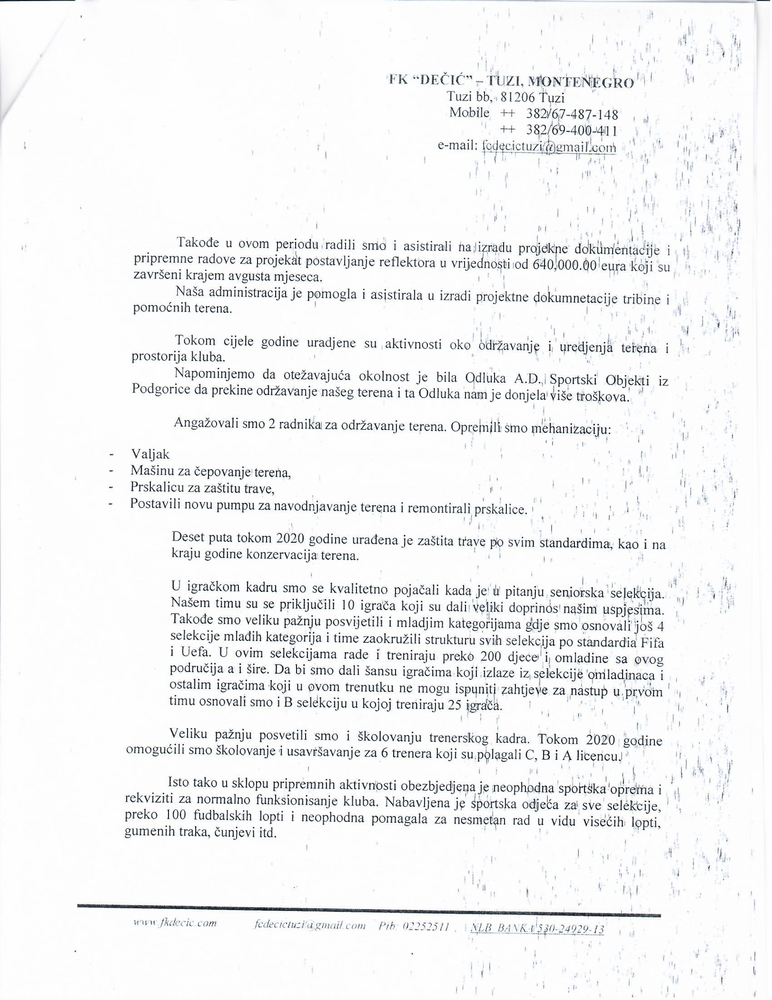 FK “DEČIĆ” – TUZI, MONTENEGRO
Tuzi bb, 81206 Tuzi
Mobile ++ 382/67-487-148
++ 382/69-400-411
e-mail: fcdecictuzi@gmail.com
Takođe u ovom periodu radili smo i asistirali na izradu projekne dokumentacije i
pripremne radove za projekat postavljanje reflektora u vrijednosti od 640,000.00 eura koji su
završeni krajem avgusta mjeseca.
Naša administracija je pomogla i asistirala u izradi projektne dokumnetacije tribine i
pomoćnih terena.
Tokom cijele godine uradjene su aktivnosti oko održavanje i uredjenja terena i
prostorija kluba.
Napominjemo da otežavajuća okolnost je bila Odluka A.D. Sportski Objekti iz
Podgorice da prekine održavanje našeg terena i ta Odluka nam je donjela više troškova.
Angažovali smo 2 radnika za održavanje terena. Opremili smo mehanizaciju:
- Valjak
- Mašinu za čepovanje terena,
- Prskalicu za zaštitu trave,
- Postavili novu pumpu za navodnjavanje terena i remontirali prskalice.
Deset puta tokom 2020 godine urađena je zaštita trave po svim standardima, kao i na
kraju godine konzervacija terena.
U igračkom kadru smo se kvalitetno pojačali kada je u pitanju seniorska selekcija.
Našem timu su se priključili 10 igrača koji su dali veliki doprinos našim uspjesima.
Takođe smo veliku pažnju posvijetili i mladjim kategorijama gdje smo osnovali još 4
selekcije mlađih kategorija i time zaokružili strukturu svih selekcija po standardia Fifa
i Uefa. U ovim selekcijama rade i treniraju preko 200 djece i omladine sa ovog
područija a i šire. Da bi smo dali šansu igračima koji izlaze iz selekcije omladinaca i
ostalim igračima koji u ovom trenutku ne mogu ispuniti zahtjeve za nastup u prvom
timu osnovali smo i B selekciju u kojoj treniraju 25 igrača.
Veliku pažnju posvetili smo i školovanju trenerskog kadra. Tokom 2020 godine
omogućili smo školovanje i usavršavanje za 6 trenera koji su polagali C, B i A licencu.
Isto tako u sklopu pripremnih aktivnosti obezbjedjena je neophodna sportska oprema i
rekviziti za normalno funksionisanje kluba. Nabavljena je sportska odjeća za sve selekcije,
preko 100 fudbalskih lopti i neophodna pomagala za nesmetan rad u vidu visećih lopti,
gumenih traka, čunjevi itd.
www.fkdecic.com fcdecictuzi@gmail.com Pib: 02252511 NLB BANKA 530-24929-13